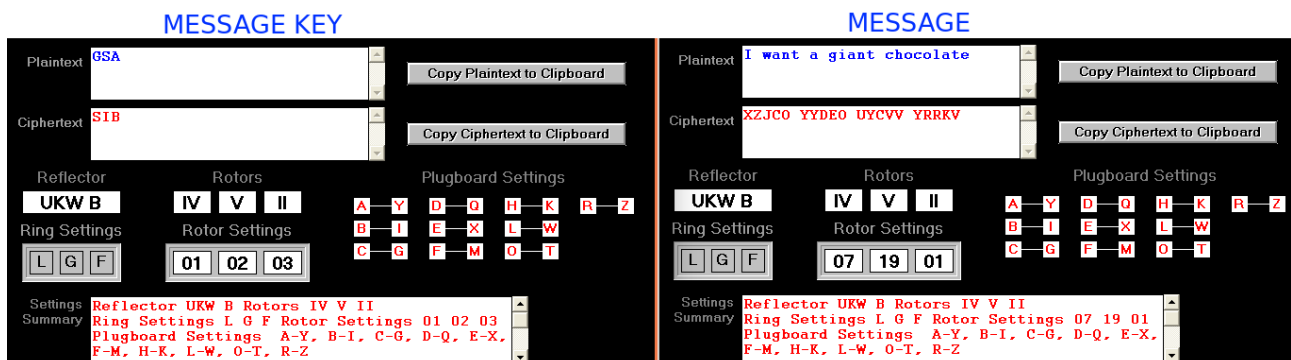 MESSAGE KEY
Plaintext
GSA
Copy Plaintext to Clipboard
Ciphertext
SIB
Copy Ciphertext to Clipboard
Reflector Rotors Plugboard Settings
UKW B IV V II
A Y D Q H K R Z
Ring Settings Rotor Settings
B I E X L W
L G F 01 02 03
C G F M O T
Settings Summary
Reflector UKW B Rotors IV V II
Ring Settings L G F Rotor Settings 01 02 03
Plugboard Settings A-Y, B-I, C-G, D-Q, E-X,
F-M, H-K, L-W, O-T, R-Z
MESSAGE
Plaintext
I want a giant chocolate
Copy Plaintext to Clipboard
Ciphertext
XZJCO YYDEO UYCVV YRRKV
Copy Ciphertext to Clipboard
Reflector Rotors Plugboard Settings
UKW B IV V II
A Y D Q H K R Z
Ring Settings Rotor Settings
B I E X L W
L G F 07 19 01
C G F M O T
Settings Summary
Reflector UKW B Rotors IV V II
Ring Settings L G F Rotor Settings 07 19 01
Plugboard Settings A-Y, B-I, C-G, D-Q, E-X,
F-M, H-K, L-W, O-T, R-Z